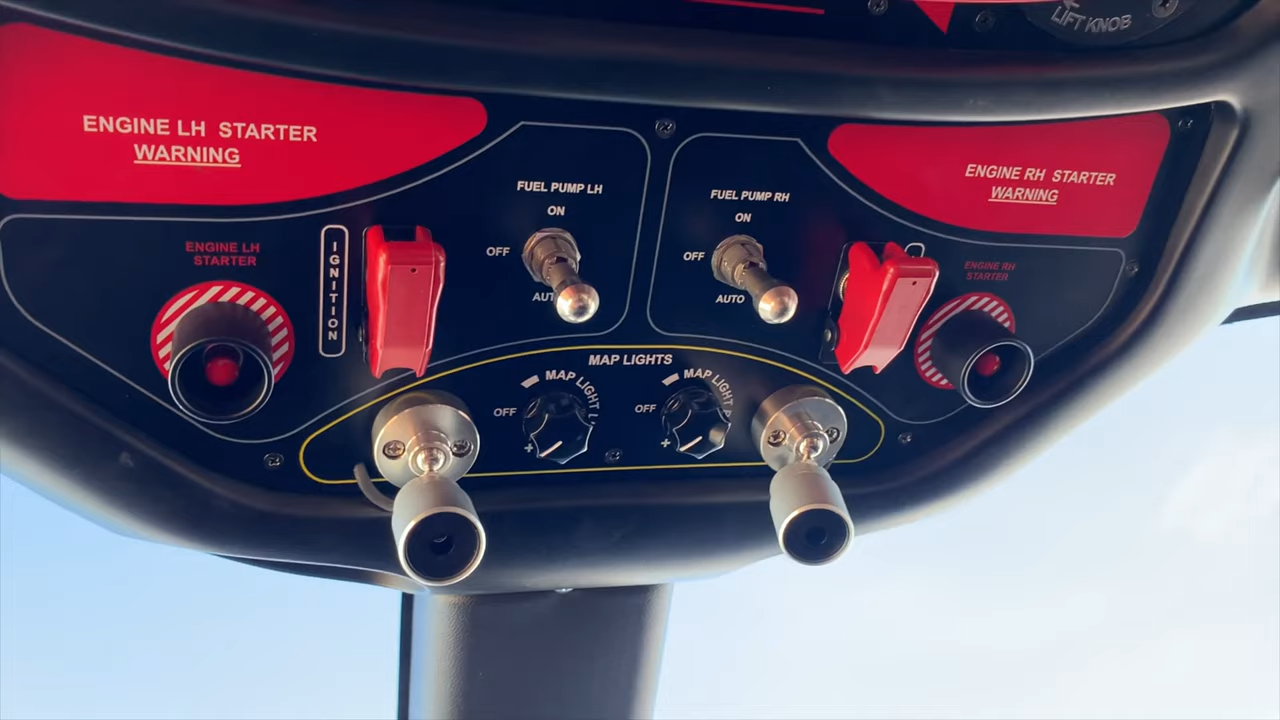 LIFT KNOB
ENGINE LH STARTER
WARNING
ENGINE RH STARTER
WARNING
FUEL PUMP LH
ON
OFF
FUEL PUMP RH
ON
OFF
AUTO
ENGINE LH
STARTER
IGNITION
ENGINE RH
STARTER
MAP LIGHTS
MAP LIGHT
OFF
+
MAP LIGHT
OFF
+